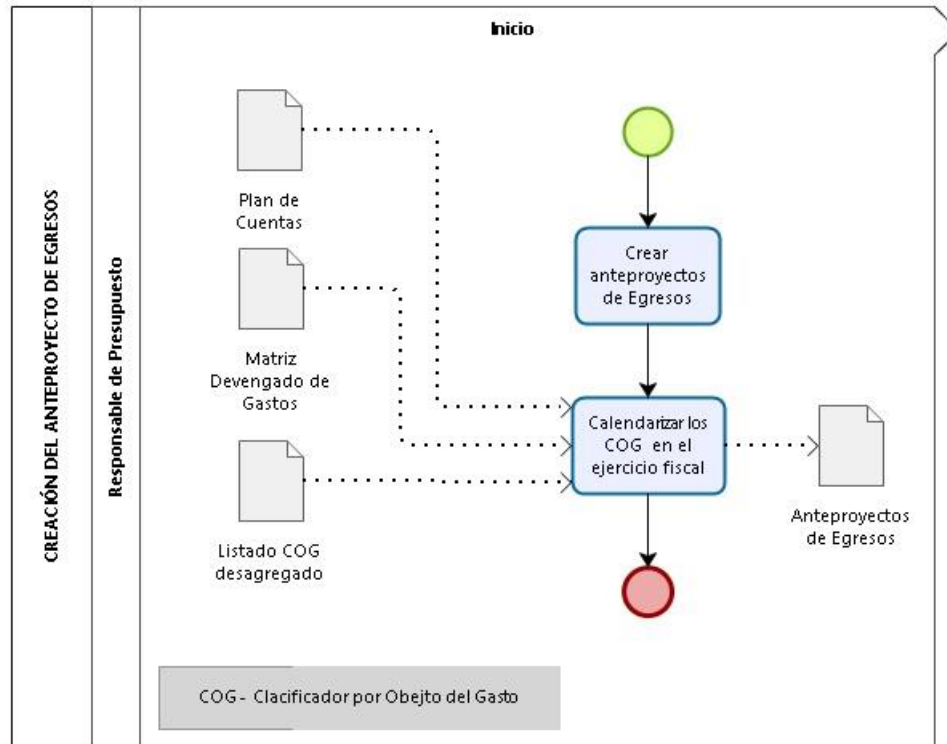 CREACIÓN DEL ANTEPROYECTO DE EGRESOS
Responsable de Presupuesto
Inicio
Plan de
Cuentas
Matriz
Devengado de
Gastos
Listado COG
desagregado
Crear
anteproyectos
de Egresos
Calendarizar los
COG en el
ejercicio fiscal
Anteproyectos
de Egresos
COG - Clacificador por Obejto del Gasto